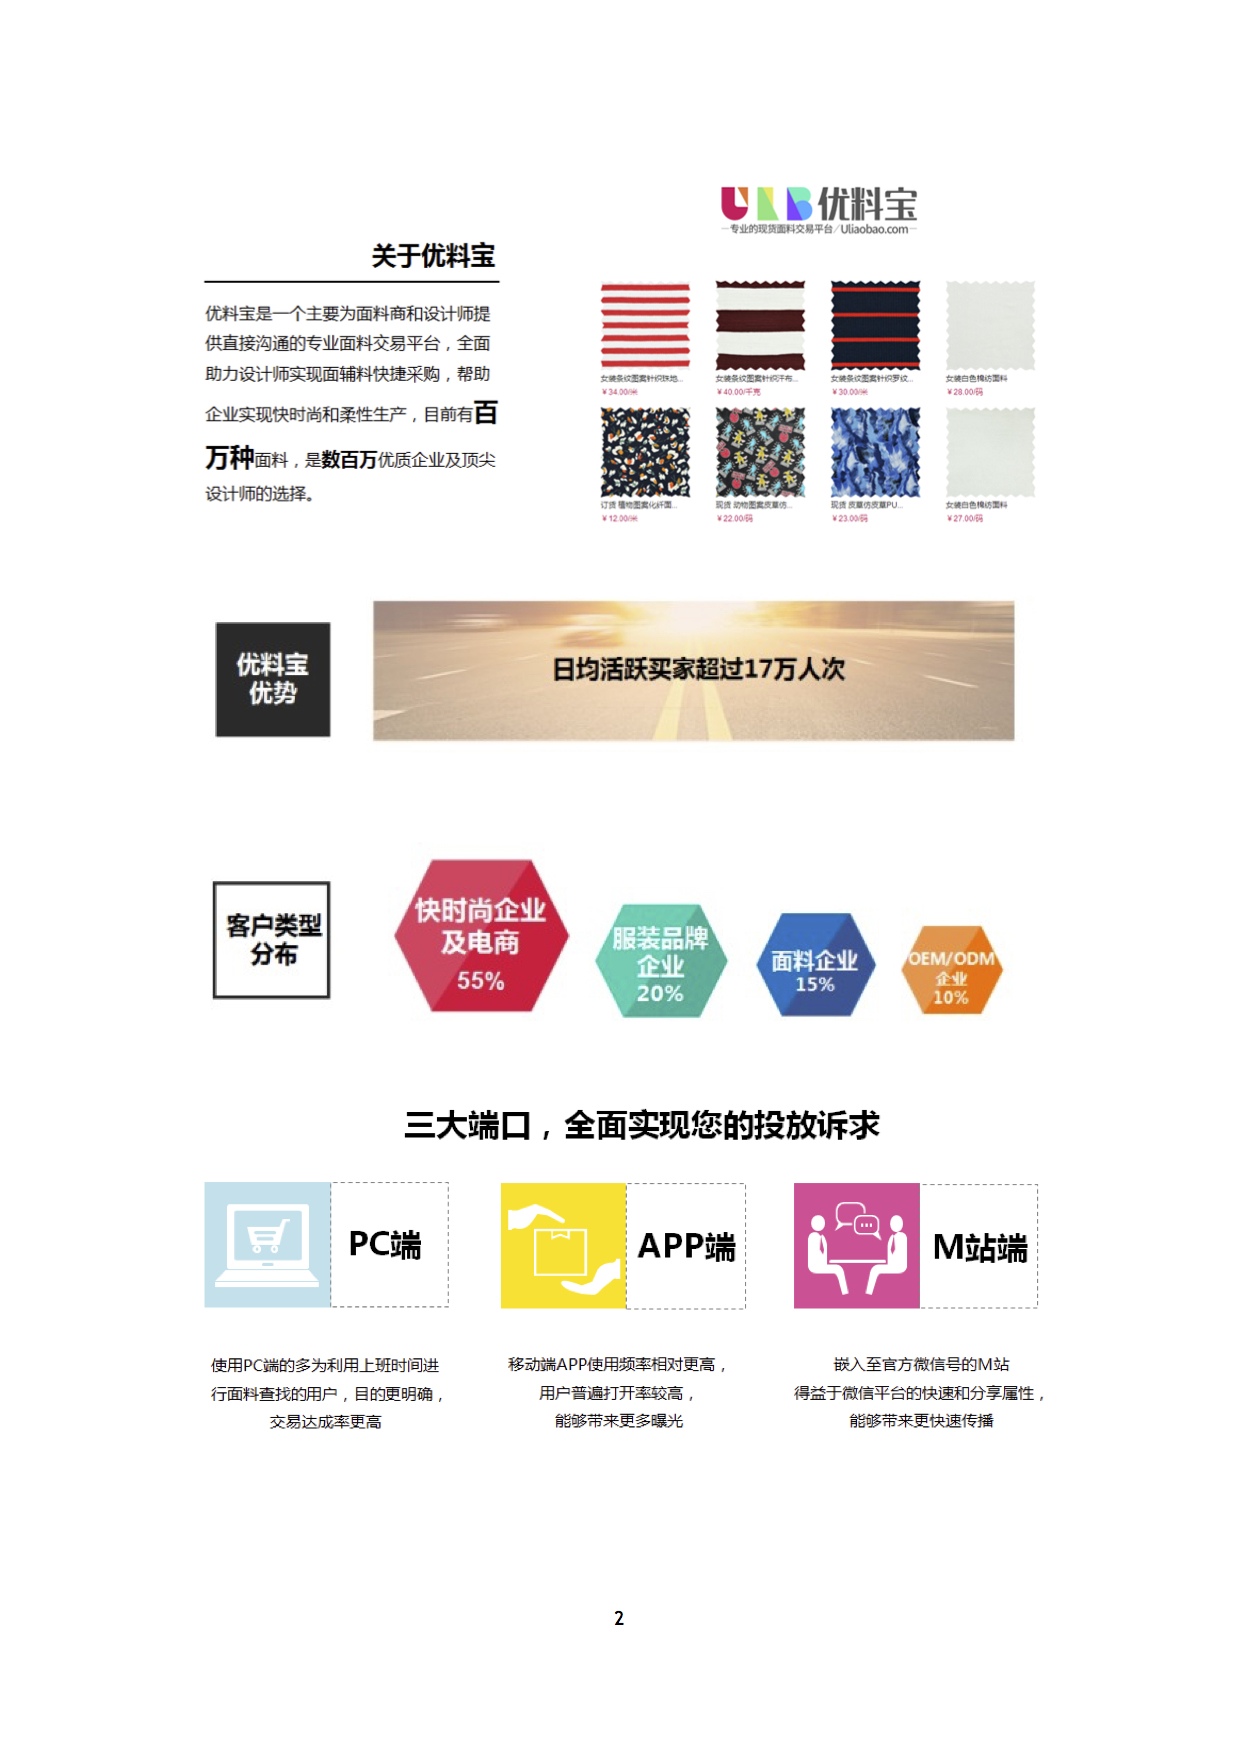 ULB优料宝
专业的现货面料交易平台/Uliaobao.com
关于优料宝
优料宝是一个主要为面料商和设计师提
供直接沟通的专业面料交易平台，全面
助力设计师实现面辅料快捷采购，帮助
企业实现快时尚和柔性生产，目前有百
万种面料，是数百万优质企业及顶尖
设计师的选择。
女装条纹图案针织珠地...
￥34.00/米
女装条纹图案针织汗布...
￥40.00/千克
女装条纹图案针织罗纹...
￥30.00/米
女装白色棉纺面料
￥28.00/码
订货 植物图案化纤面...
￥12.00/米
现货 动物图案皮草仿...
￥22.00/码
现货 皮草仿皮草PU...
￥23.00/码
女装白色棉纺面料
￥27.00/码
优料宝
优势
日均活跃买家超过17万人次
客户类型
分布
快时尚企业
及电商
55%
服装品牌
企业
20%
面料企业
15%
OEM/ODM
企业
10%
三大端口，全面实现您的投放诉求
PC端
APP端
M站端
使用PC端的多为利用上班时间进
行面料查找的用户，目的更明确，
交易达成率更高
移动端APP使用频率相对更高，
用户普遍打开率较高，
能够带来更多曝光
嵌入至官方微信号的M站
得益于微信平台的快速和分享属性，
能够带来更快速传播
2